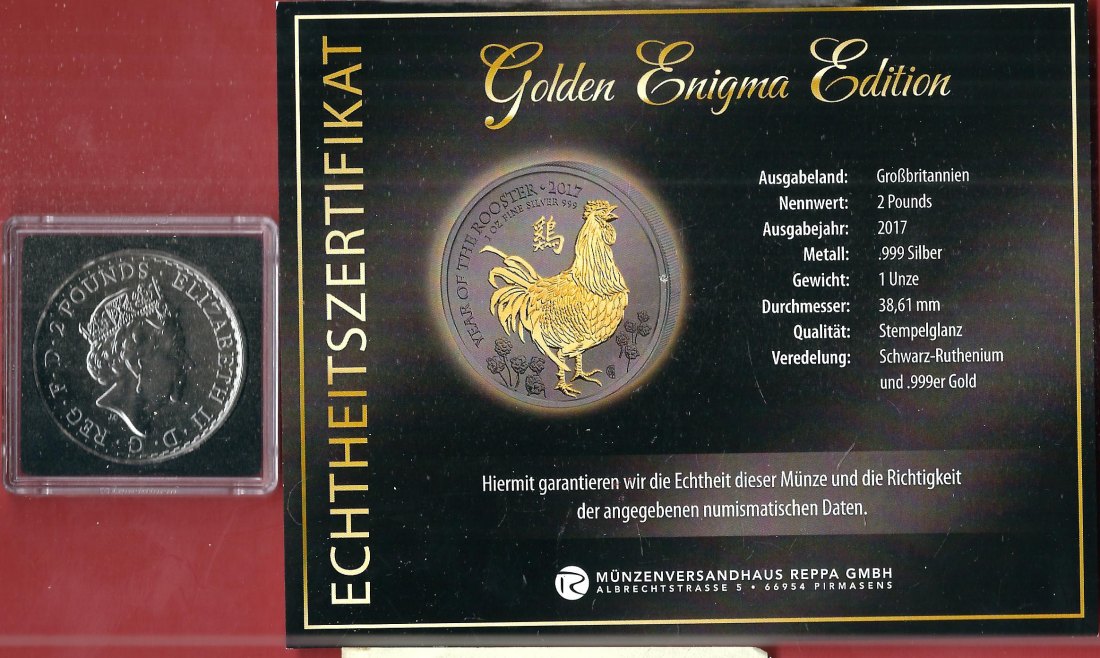 ECHTHEITSZERTIFIKAT
Golden Enigma Edition
YEAR OF THE ROOSTER · 2017
1 OZ FINE SILVER 999
鷄
Ausgabeland: Großbritannien
Nennwert: 2 Pounds
Ausgabejahr: 2017
Metall: .999 Silber
Gewicht: 1 Unze
Durchmesser: 38,61 mm
Qualität: Stempelglanz
Veredelung: Schwarz-Ruthenium
und .999er Gold
Hiermit garantieren wir die Echtheit dieser Münze und die Richtigkeit
der angegebenen numismatischen Daten.
R MÜNZENVERSANDHAUS REPPA GMBH
ALBRECHTSTRASSE 5 • 66954 PIRMASENS
ELIZABETH II · D · G · REG · F · D · 2 POUNDS ·